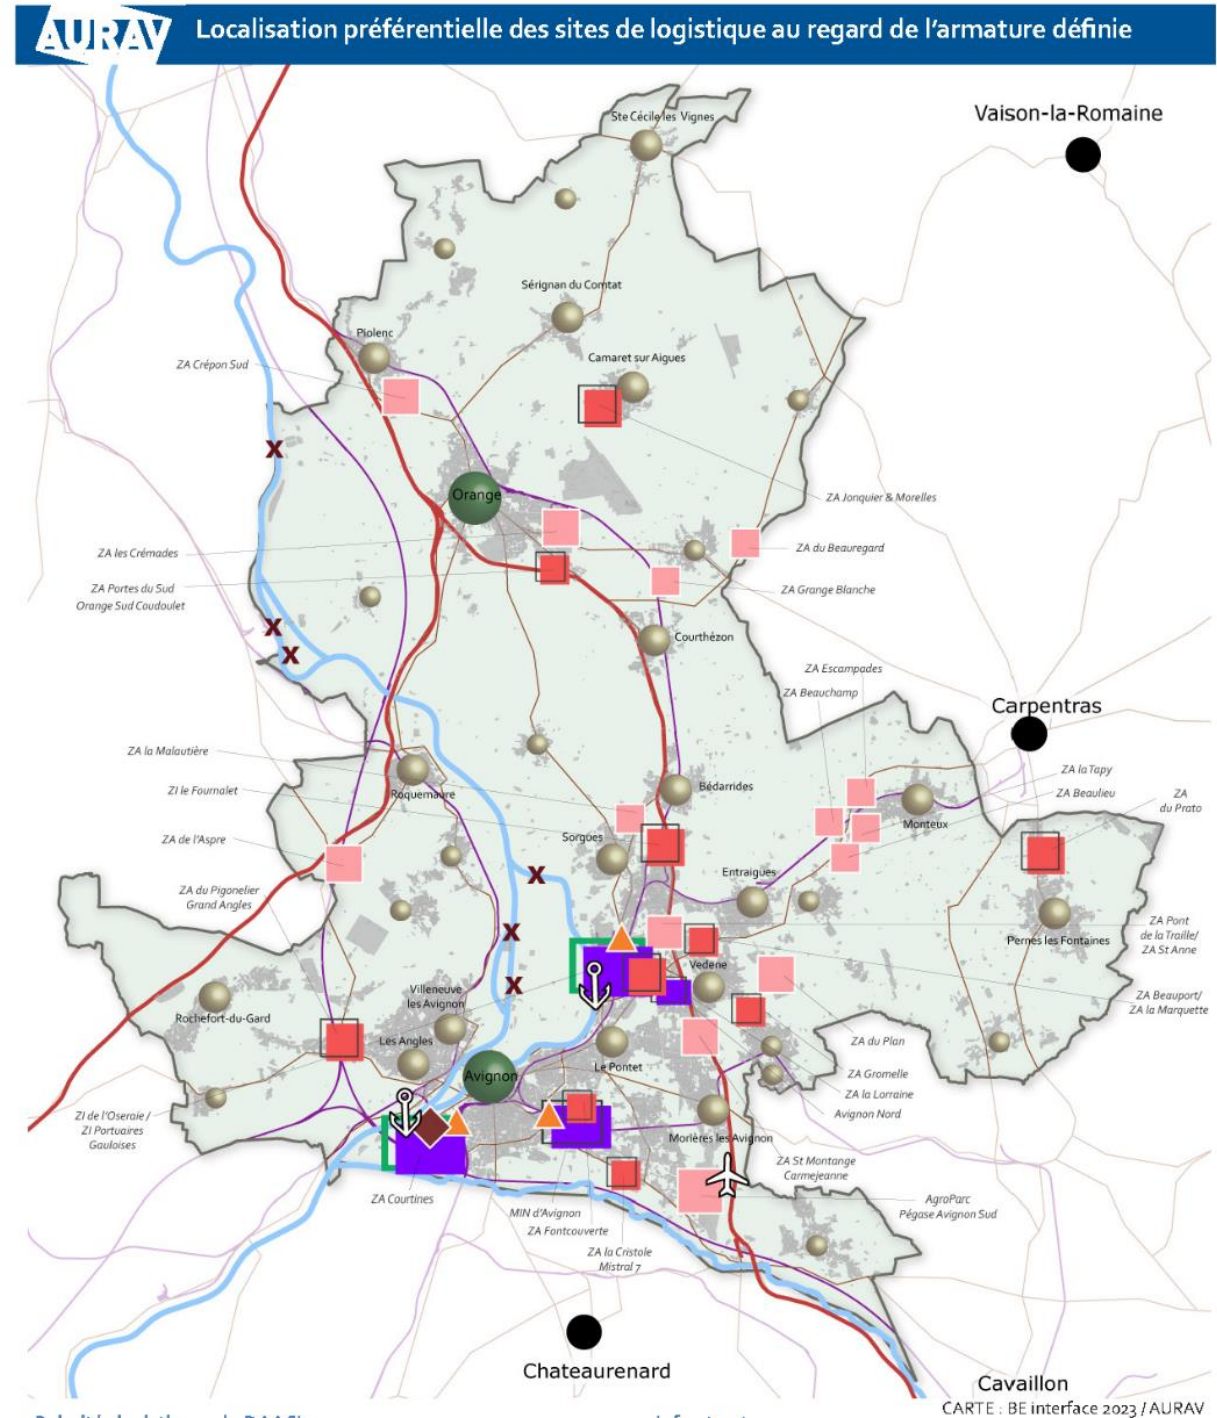 AURAV
Localisation préférentielle des sites de logistique au regard de l'armature définie
Ste Cécile les Vignes
Vaison-la-Romaine
Sérignan du Comtat
Piolenc
Camaret sur Aigues
ZA Crépon Sud
X
Orange
ZA Jonquier & Morelles
ZA les Crémades
ZA du Beauregard
ZA Portes du Sud
Orange Sud Coudoulet
ZA Grange Blanche
X
X
Courthézon
ZA Escampades
ZA Beauchamp
Carpentras
ZA la Malautière
Roquemaure
Bédarrides
ZA la Tapy
ZA Beaulieu
ZA
du Prato
ZI le Fournalet
Monteux
ZA de l'Aspre
Sorgues
X
Entraigues
ZA du Pigonelier
Grand Angles
X
Pernes les Fontaines
ZA Pont
de la Traille/
ZA St Anne
Vedene
X
Villeneuve
les Avignon
ZA Beauport/
ZA la Marquette
Rochefort-du-Gard
Les Angles
Le Pontet
ZA du Plan
Avignon
ZA Gromelle
ZA la Lorraine
Avignon Nord
ZI de l'Oseraie /
ZI Portuaires
Gauloises
Morières les Avignon
ZA St Montange
Carmejeanne
ZA Courtines
MIN d'Avignon
ZA Fontcouverte
AgroParc
Pégase Avignon Sud
ZA la Cristole
Mistral 7
Chateaurenard
Cavaillon
CARTE : BE interface 2023 / AURAV